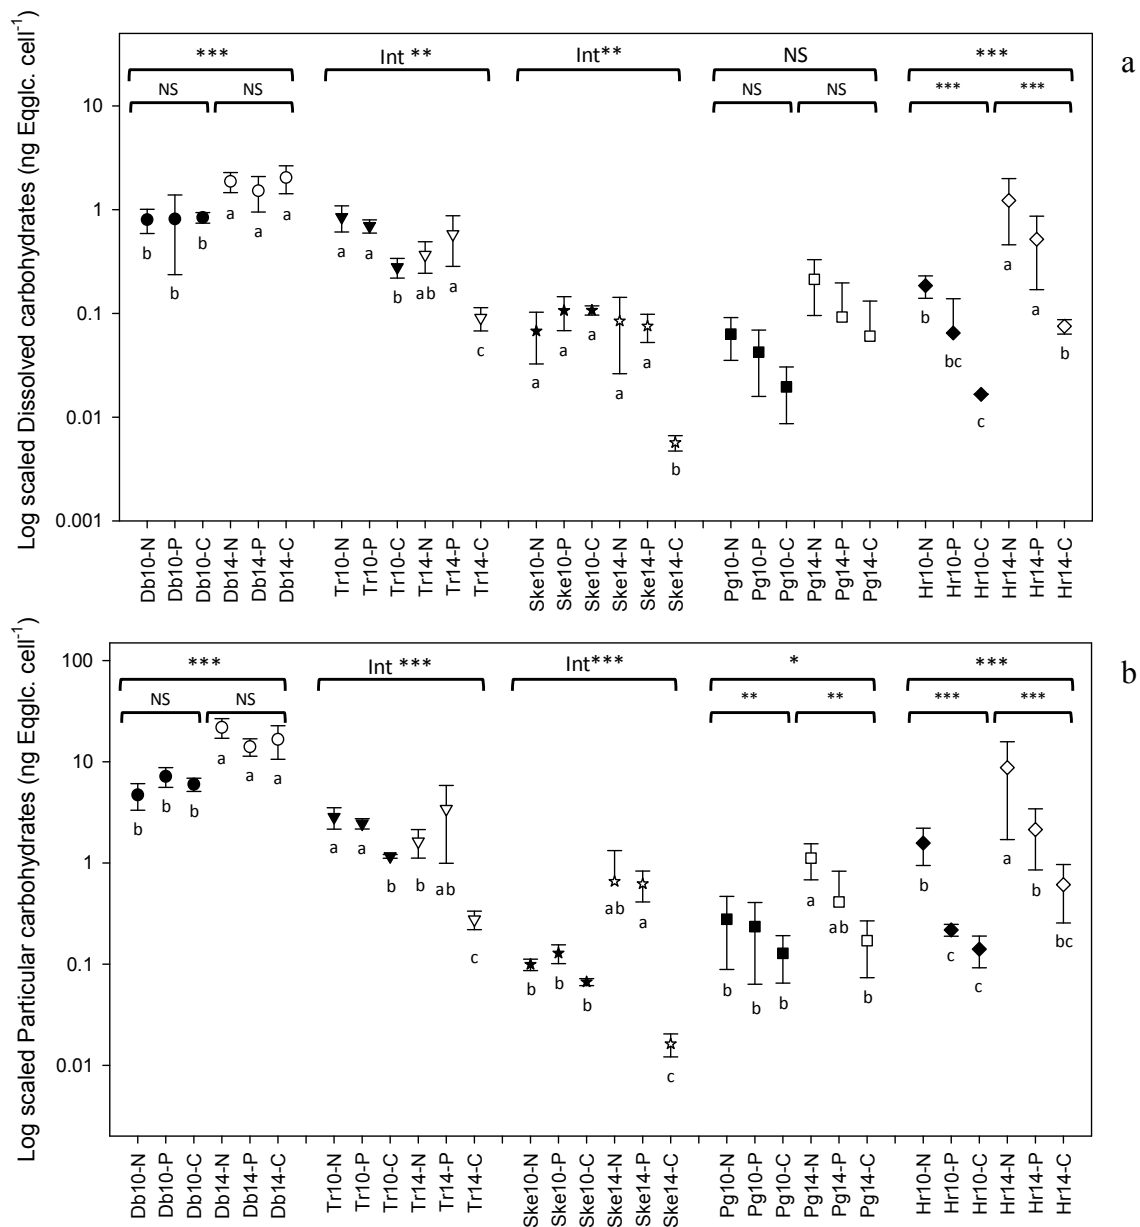 a
Log scaled Dissolved carbohydrates (ng Eqglc. cell-1)
*** Int ** Int** NS ***
NS NS NS NS *** ***
10
1
0.1
0.01
0.001
b b b a a a
a a b ab a c
a a a a a b
b bc c a a b
Db10-N Db10-P Db10-C Db14-N Db14-P Db14-C Tr10-N Tr10-P Tr10-C Tr14-N Tr14-P Tr14-C Ske10-N Ske10-P Ske10-C Ske14-N Ske14-P Ske14-C Pg10-N Pg10-P Pg10-C Pg14-N Pg14-P Pg14-C Hr10-N Hr10-P Hr10-C Hr14-N Hr14-P Hr14-C
b
Log scaled Particular carbohydrates (ng Eqglc. cell-1)
*** Int *** Int*** * ***
NS NS ** ** *** ***
100
10
1
0.1
0.01
b b b a a a
a a b b ab c
b b b ab a c
b b b a ab b
b c c a b bc
Db10-N Db10-P Db10-C Db14-N Db14-P Db14-C Tr10-N Tr10-P Tr10-C Tr14-N Tr14-P Tr14-C Ske10-N Ske10-P Ske10-C Ske14-N Ske14-P Ske14-C Pg10-N Pg10-P Pg10-C Pg14-N Pg14-P Pg14-C Hr10-N Hr10-P Hr10-C Hr14-N Hr14-P Hr14-C